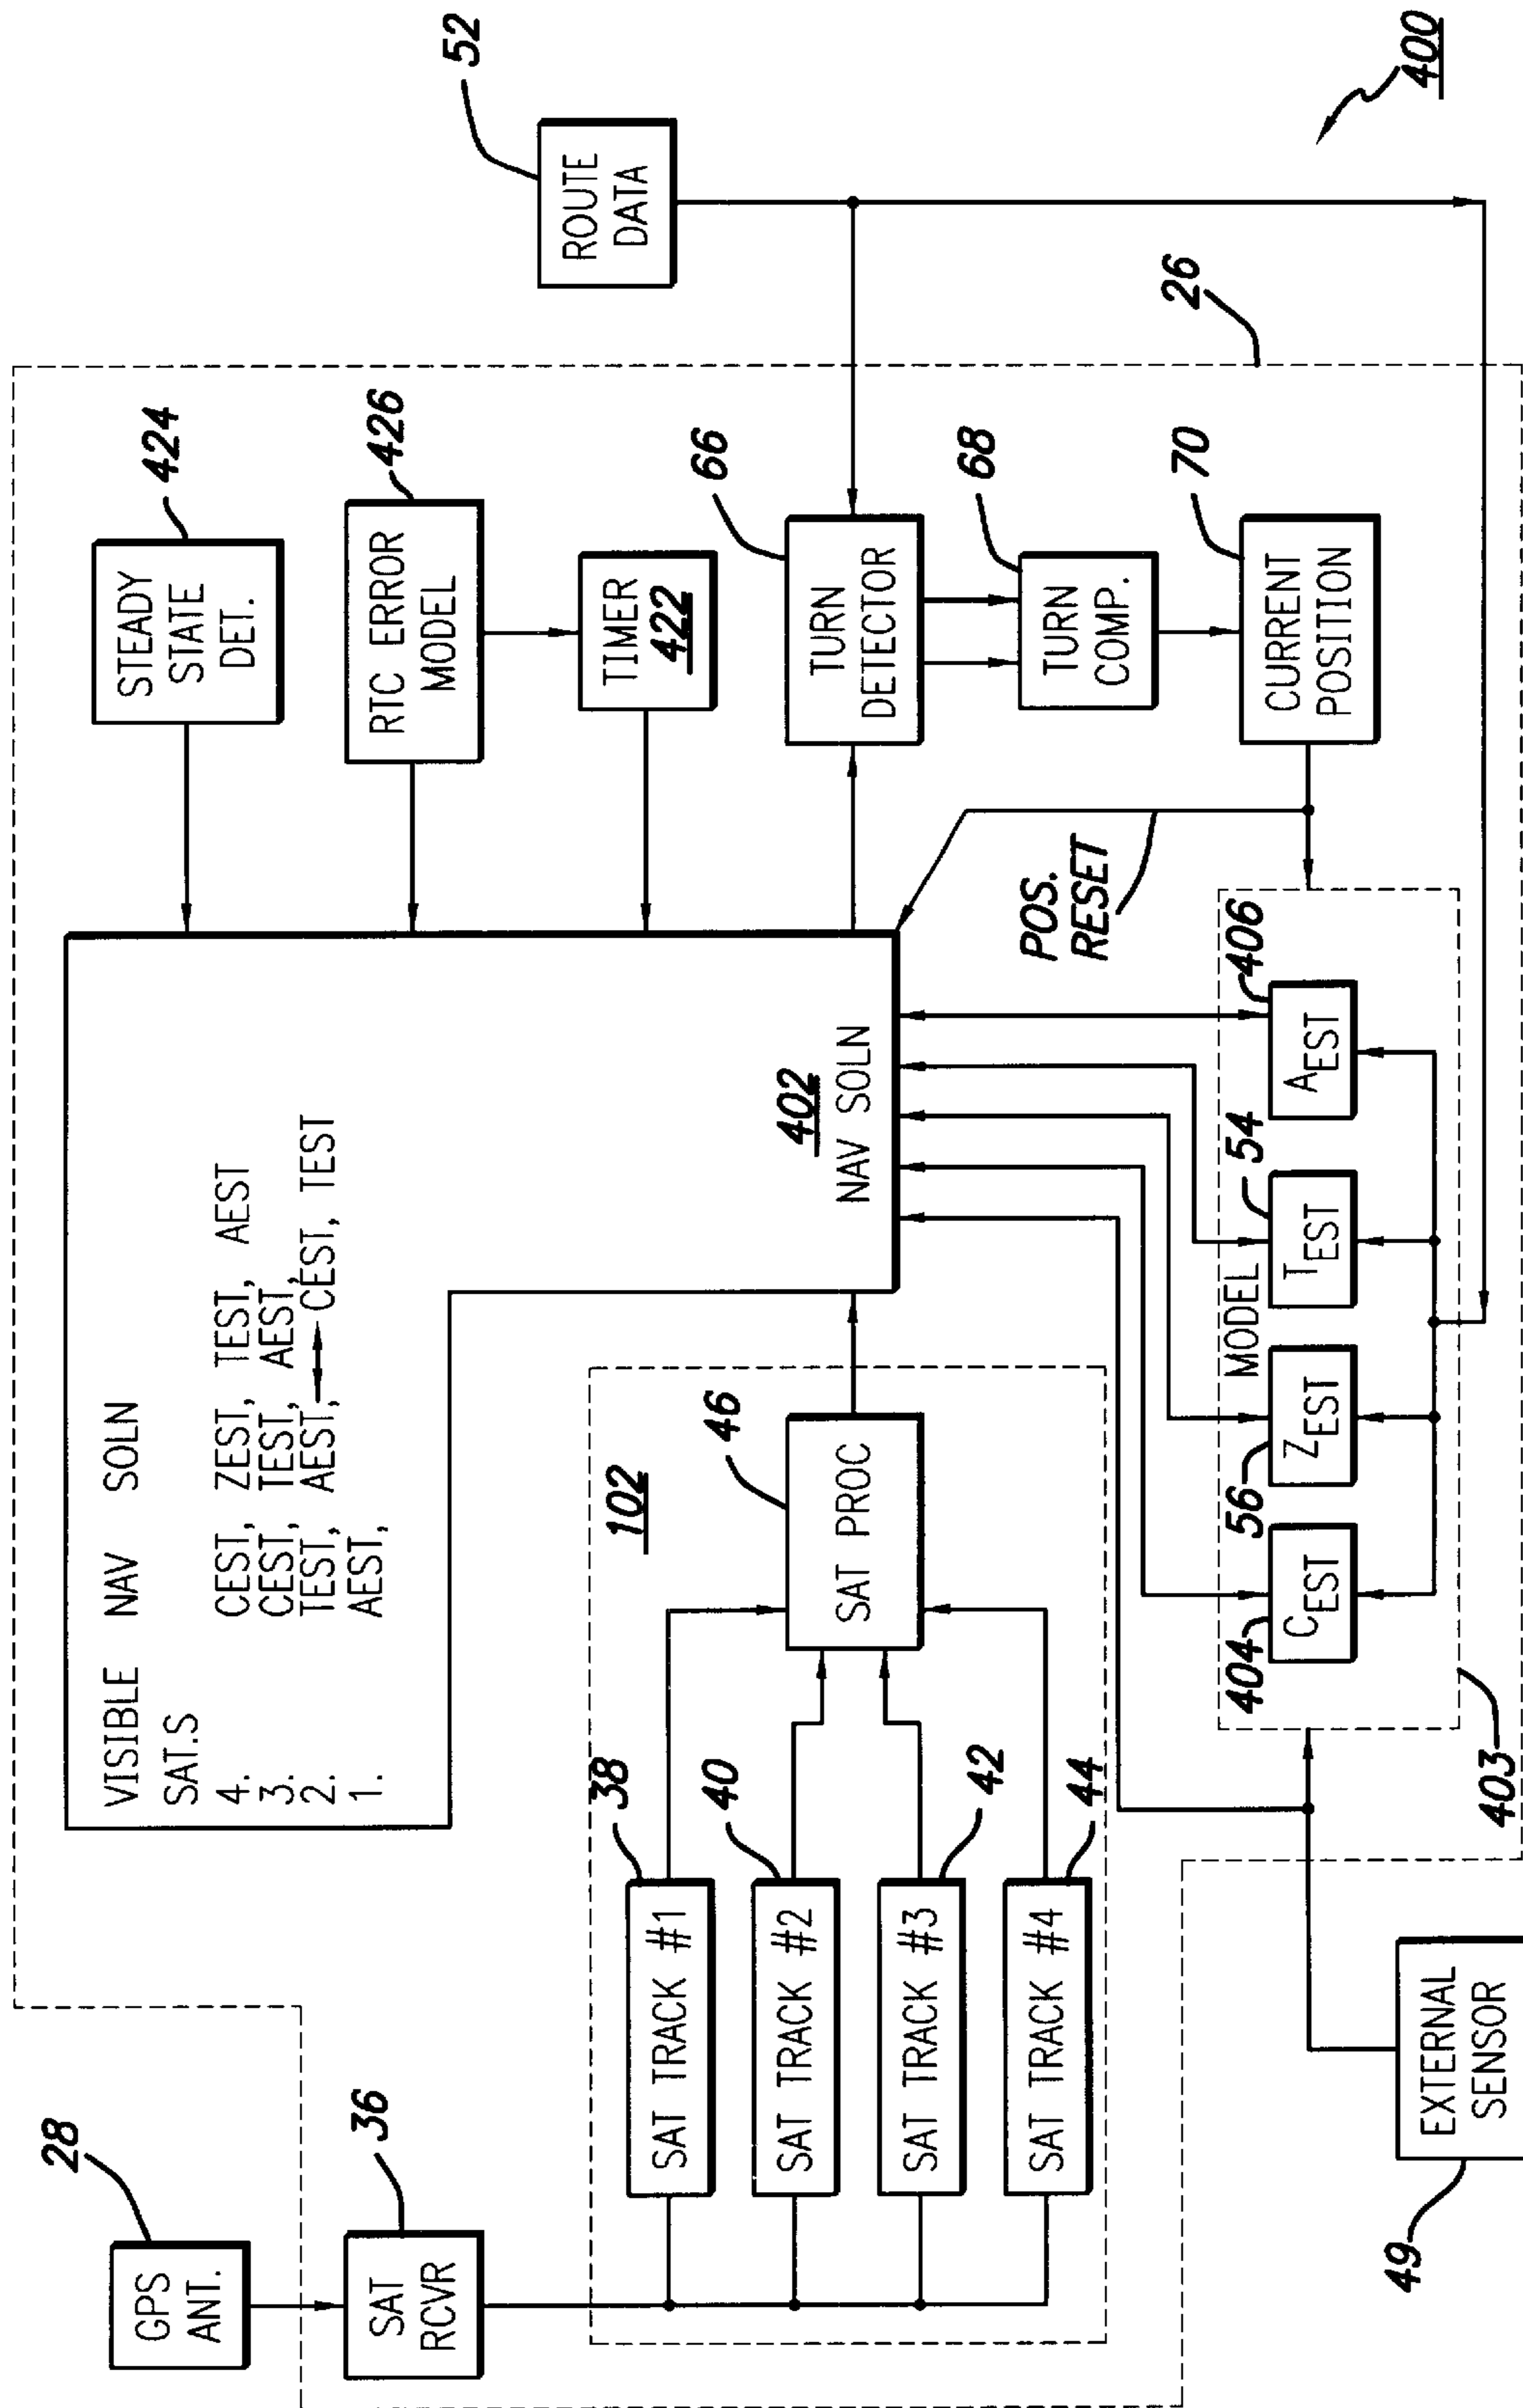 28
GPS
ANT.
36
SAT
RCVR
VISIBLE NAV SOLN
SAT.S
4. CEST, ZEST, TEST, AEST
3. CEST, TEST, AEST,
2. TEST, AEST, AEST, CEST, TEST
1. AEST,
402
NAV SOLN
STEADY
STATE
DET.
424
RTC ERROR
MODEL
426
TIMER
422
52
ROUTE
DATA
102
38
SAT TRACK #1
40
SAT TRACK #2
42
SAT TRACK #3
44
SAT TRACK #4
46
SAT PROC
TURN
DETECTOR
66
TURN
COMP.
68
CURRENT
POSITION
70
POS.
RESET
26
MODEL
404
CEST
56
ZEST
54
TEST
406
AEST
403
EXTERNAL
SENSOR
49
400